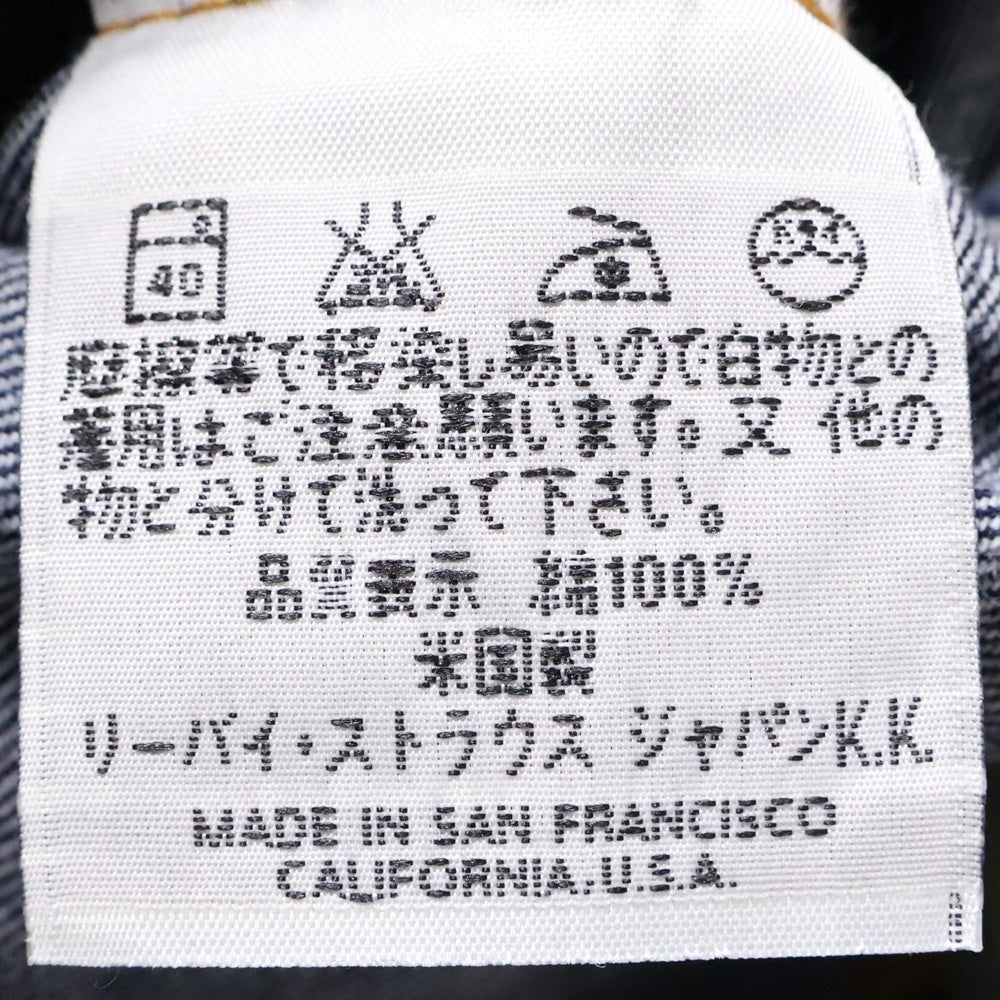 40
摩擦等で移染し易いので白物との
着用はご注意願います。又 他の
物と分けて洗って下さい。
品質表示 綿100%
米国製
リーバイ・ストラウス ジャパンK.K.
MADE IN SAN FRANCISCO
CALIFORNIA.U.S.A.